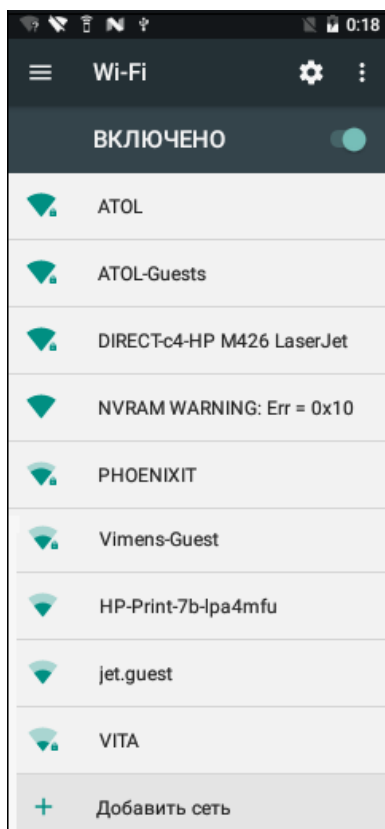 0:18
Wi-Fi
ВКЛЮЧЕНО
ATOL
ATOL-Guests
DIRECT-c4-HP M426 LaserJet
NVRAM WARNING: Err = 0x10
PHOENIXIT
Vimens-Guest
HP-Print-7b-lpa4mfu
jet.guest
VITA
Добавить сеть